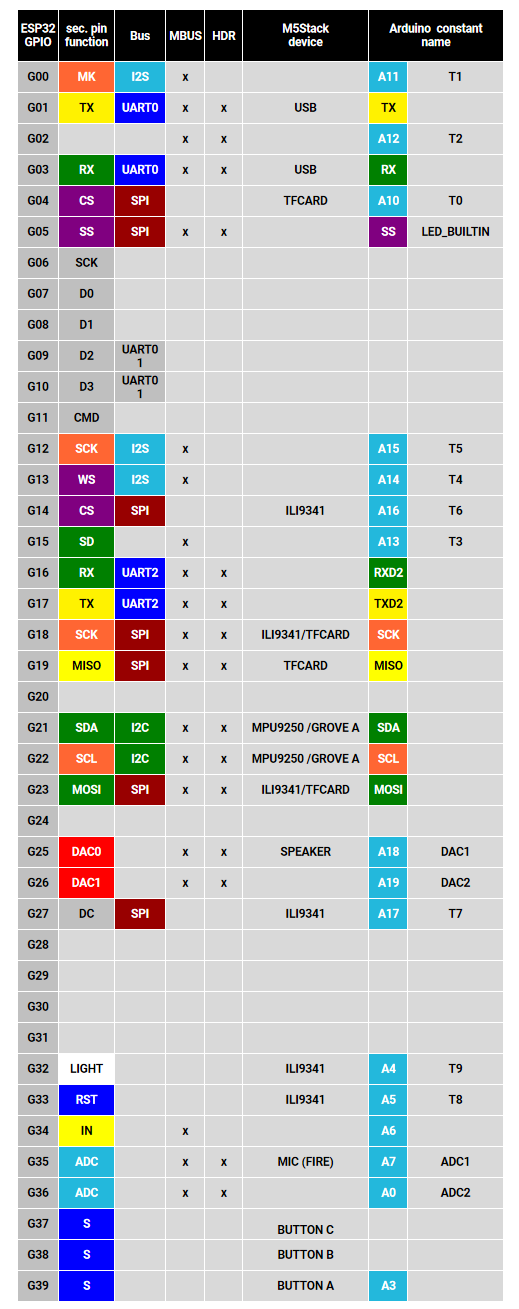 ESP32 GPIO sec. pin function Bus MBUS HDR M5Stack device Arduino constant name
G00 MK I2S x A11 T1
G01 TX UART0 x x USB TX
G02 x x A12 T2
G03 RX UART0 x x USB RX
G04 CS SPI TFCARD A10 T0
G05 SS SPI x x SS LED_BUILTIN
G06 SCK
G07 D0
G08 D1
G09 D2 UART0 1
G10 D3 UART0 1
G11 CMD
G12 SCK I2S x A15 T5
G13 WS I2S x A14 T4
G14 CS SPI ILI9341 A16 T6
G15 SD x A13 T3
G16 RX UART2 x x RXD2
G17 TX UART2 x x TXD2
G18 SCK SPI x x ILI9341/TFCARD SCK
G19 MISO SPI x x TFCARD MISO
G20
G21 SDA I2C x x MPU9250 /GROVE A SDA
G22 SCL I2C x x MPU9250 /GROVE A SCL
G23 MOSI SPI x x ILI9341/TFCARD MOSI
G24
G25 DAC0 x x SPEAKER A18 DAC1
G26 DAC1 x x A19 DAC2
G27 DC SPI ILI9341 A17 T7
G28
G29
G30
G31
G32 LIGHT ILI9341 A4 T9
G33 RST ILI9341 A5 T8
G34 IN x A6
G35 ADC x x MIC (FIRE) A7 ADC1
G36 ADC x x A0 ADC2
G37 S BUTTON C
G38 S BUTTON B
G39 S BUTTON A A3